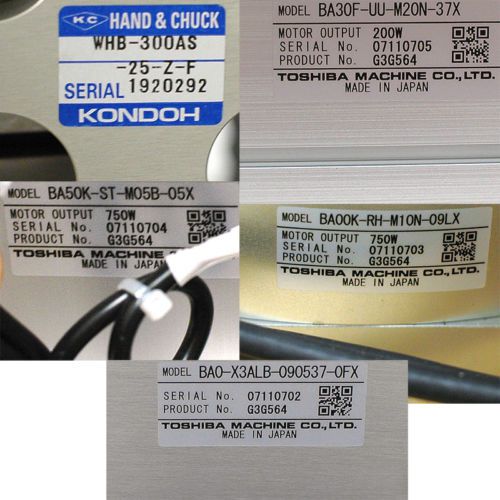 K.C HAND & CHUCK
WHB-300AS
-25-Z-F
SERIAL 1920292
KONDOH
MODEL BA30F-UU-M20N-37X
MOTOR OUTPUT 200W
SERIAL No. 07110705
PRODUCT No. G3G564
TOSHIBA MACHINE CO.,LTD.
MADE IN JAPAN
MODEL BA50K-ST-M05B-05X
MOTOR OUTPUT 750W
SERIAL No. 07110704
PRODUCT No. G3G564
TOSHIBA MACHINE CO.,LTD.
MADE IN JAPAN
MODEL BA00K-RH-M10N-09LX
MOTOR OUTPUT 750W
SERIAL No. 07110703
PRODUCT No. G3G564
TOSHIBA MACHINE CO.,LTD.
MADE IN JAPAN
MODEL BA0-X3ALB-090537-0FX
SERIAL No. 07110702
PRODUCT No. G3G564
TOSHIBA MACHINE CO.,LTD.
MADE IN JAPAN